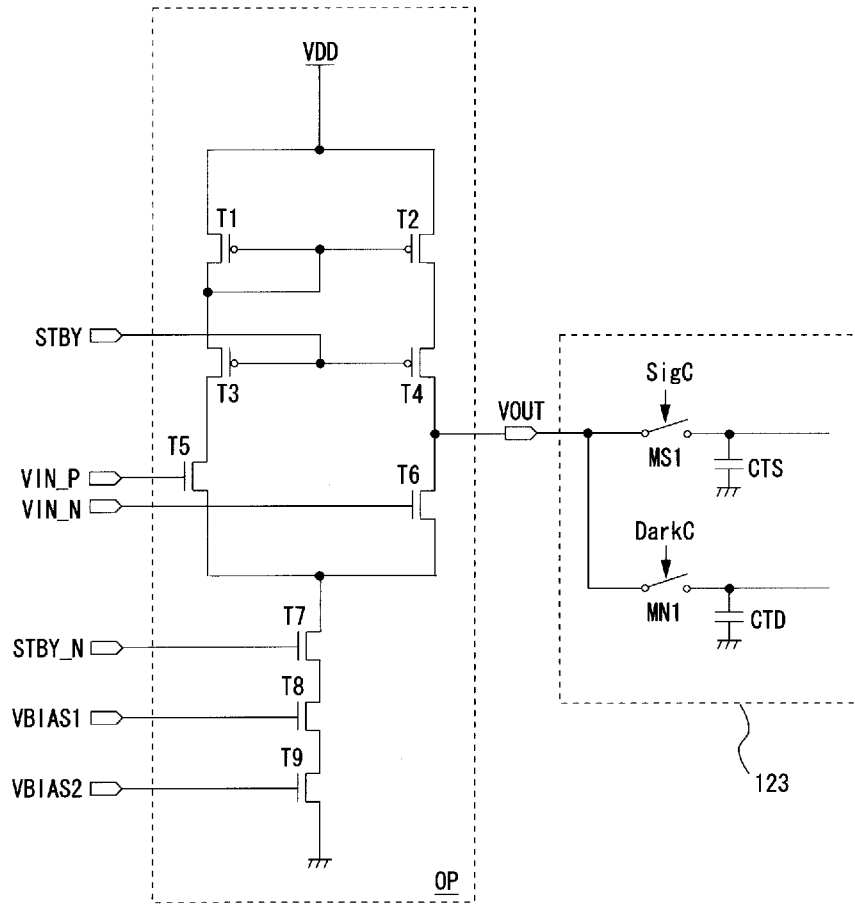 VDD
T1
T2
STBY
T3
T4
SigC
VOUT
T5
MS1
CTS
VIN_P
T6
VIN_N
DarkC
MN1
CTD
T7
STBY_N
T8
VBIAS1
T9
VBIAS2
123
OP